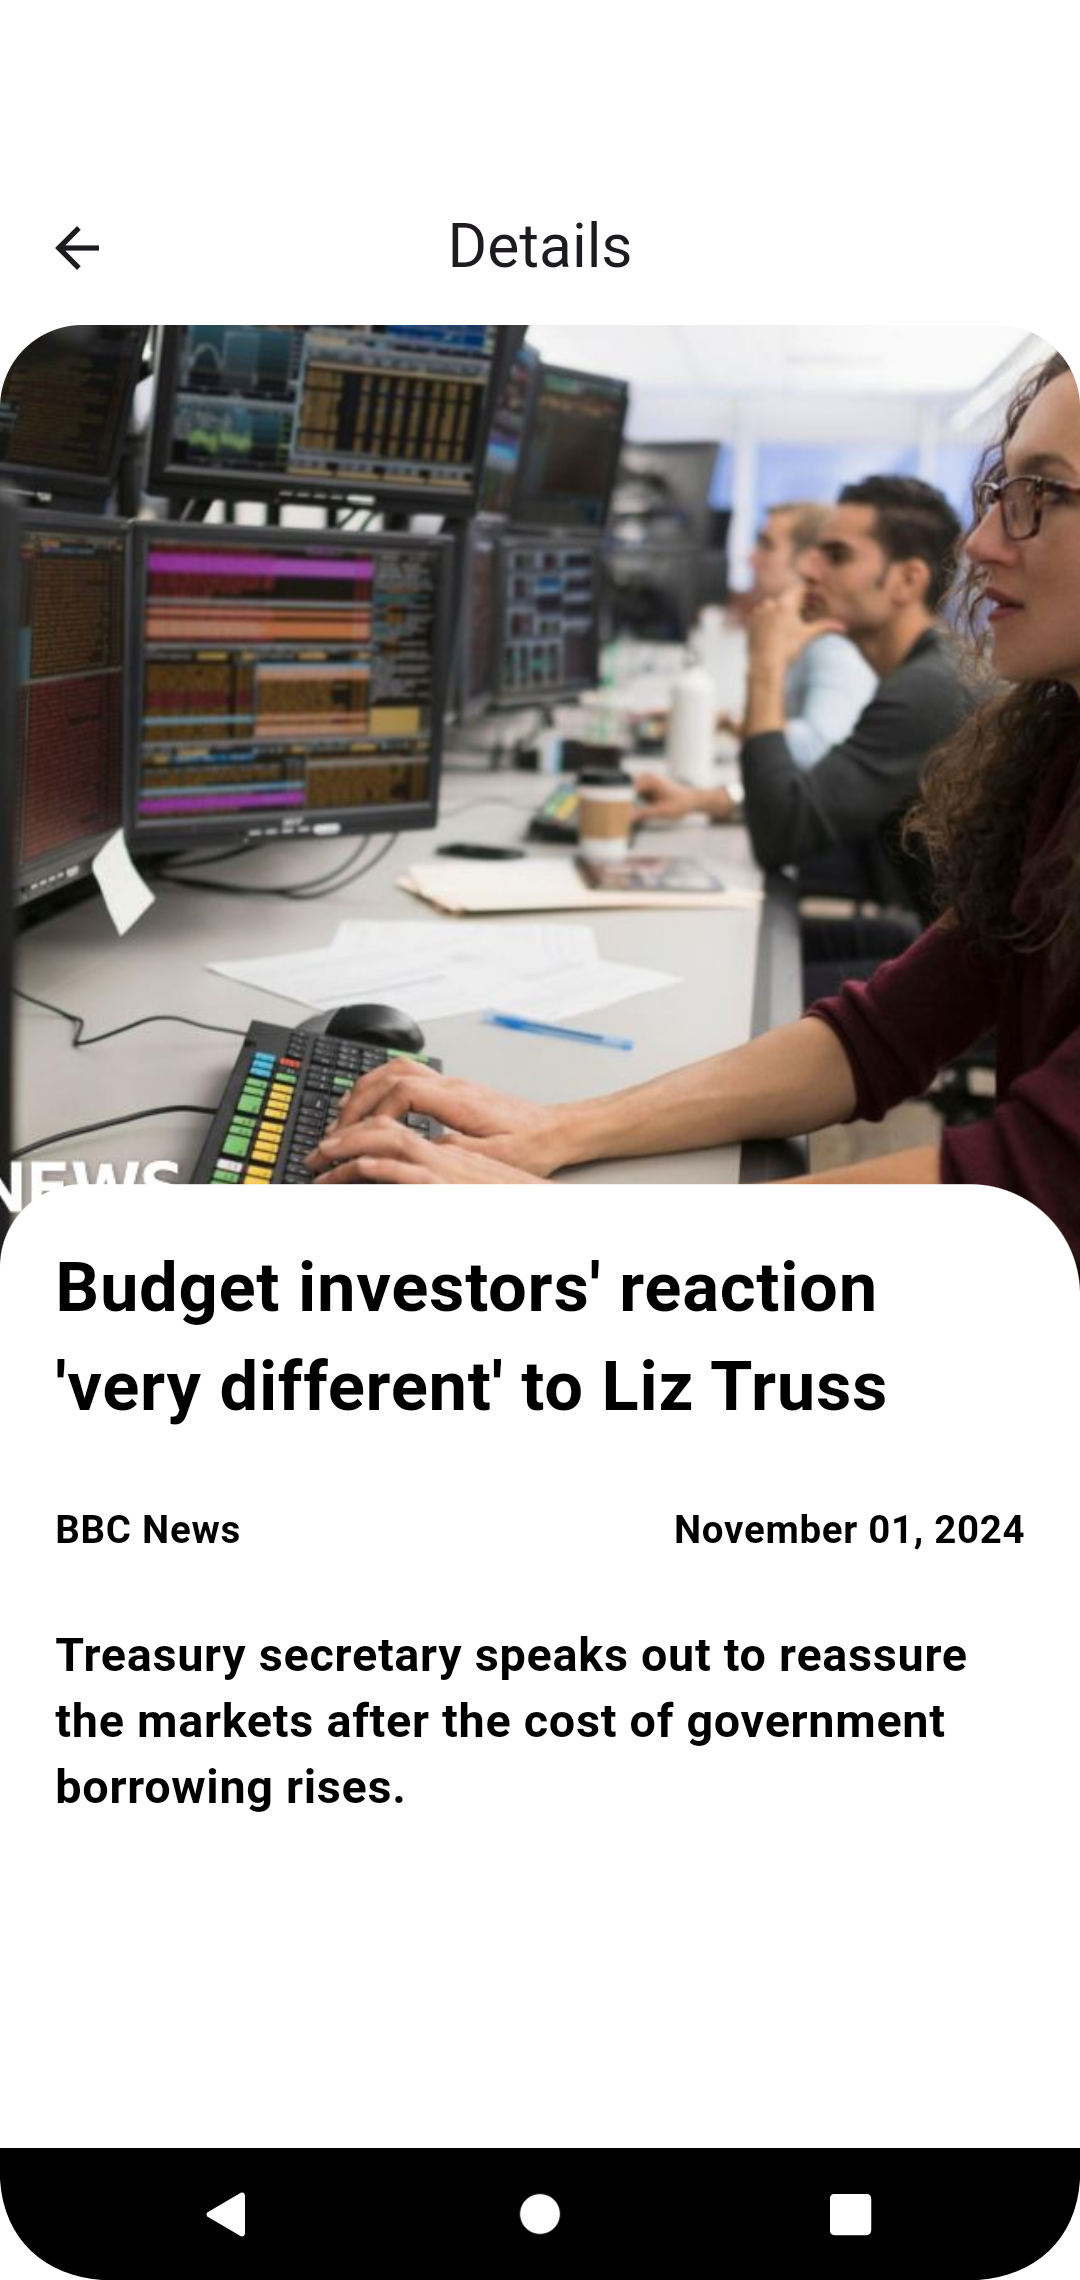 Details
NEWS
Budget investors' reaction
'very different' to Liz Truss
BBC News
November 01, 2024
Treasury secretary speaks out to reassure
the markets after the cost of government
borrowing rises.